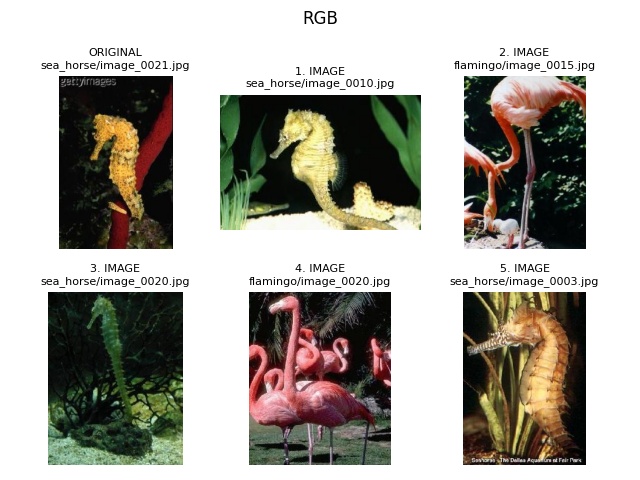 RGB
ORIGINAL
sea_horse/image_0021.jpg
gettyimages
1. IMAGE
sea_horse/image_0010.jpg
2. IMAGE
flamingo/image_0015.jpg
3. IMAGE
sea_horse/image_0020.jpg
4. IMAGE
flamingo/image_0020.jpg
5. IMAGE
sea_horse/image_0003.jpg
Seahorse - The Dallas Aquarium at Fair Park